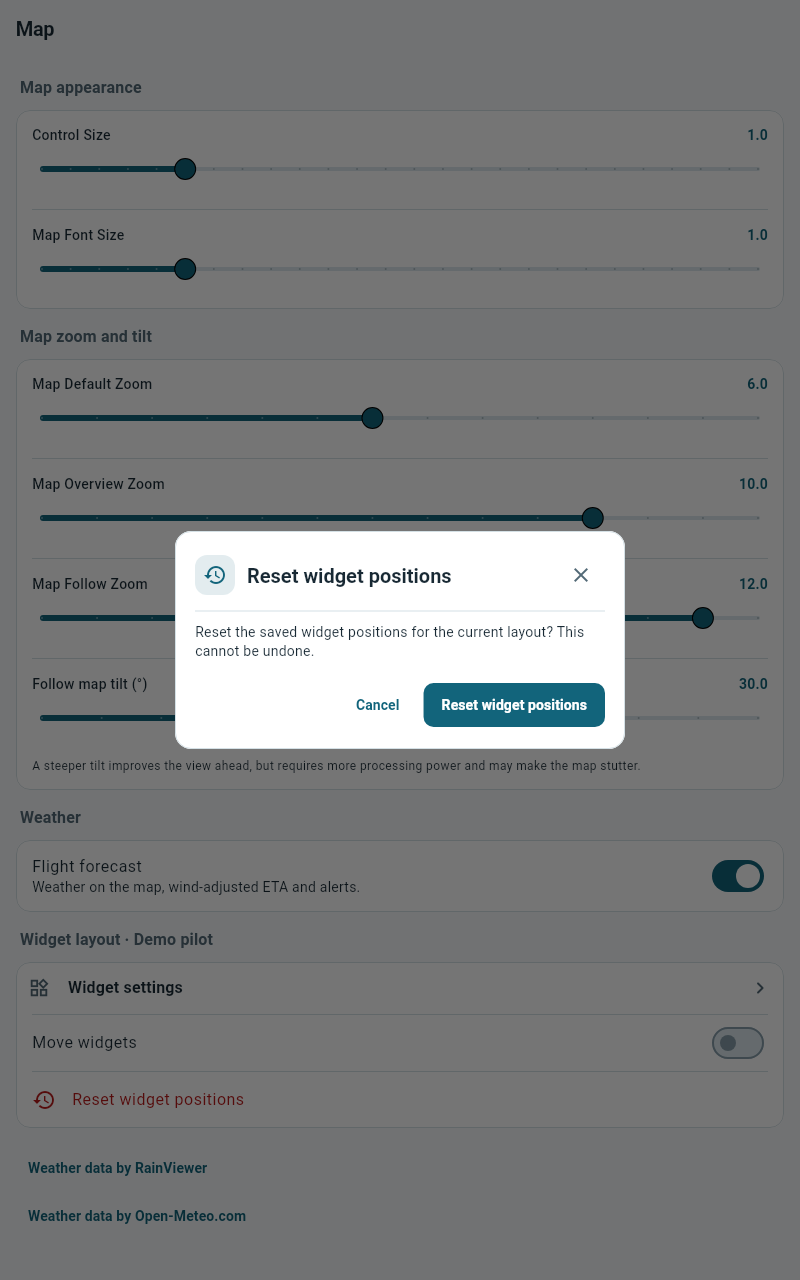 Map
Map appearance
Control Size
1.0
Map Font Size
1.0
Map zoom and tilt
Map Default Zoom
6.0
Map Overview Zoom
10.0
Map Follow Zoom
12.0
Follow map tilt (°)
30.0
A steeper tilt improves the view ahead, but requires more processing power and may make the map stutter.
Reset widget positions
Reset the saved widget positions for the current layout? This
cannot be undone.
Cancel
Reset widget positions
Weather
Flight forecast
Weather on the map, wind-adjusted ETA and alerts.
Widget layout · Demo pilot
Widget settings
Move widgets
Reset widget positions
Weather data by RainViewer
Weather data by Open-Meteo.com